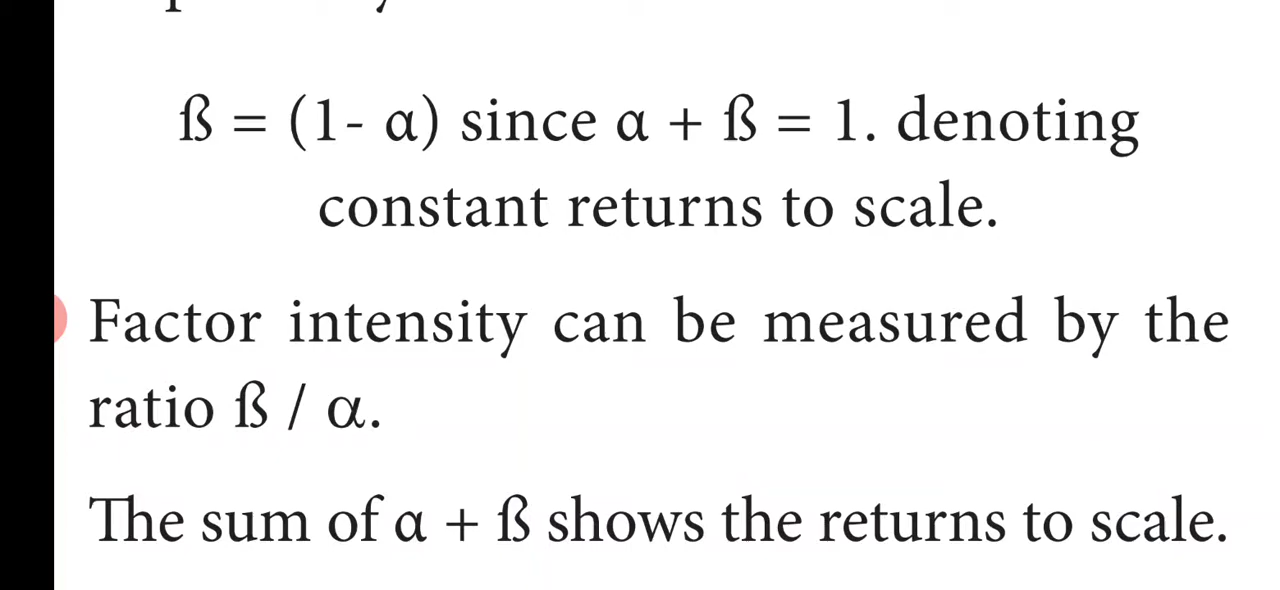 ß = (1- α) since α + ß = 1. denoting
constant returns to scale.
Factor intensity can be measured by the
ratio ß / α.
The sum of α + ß shows the returns to scale.